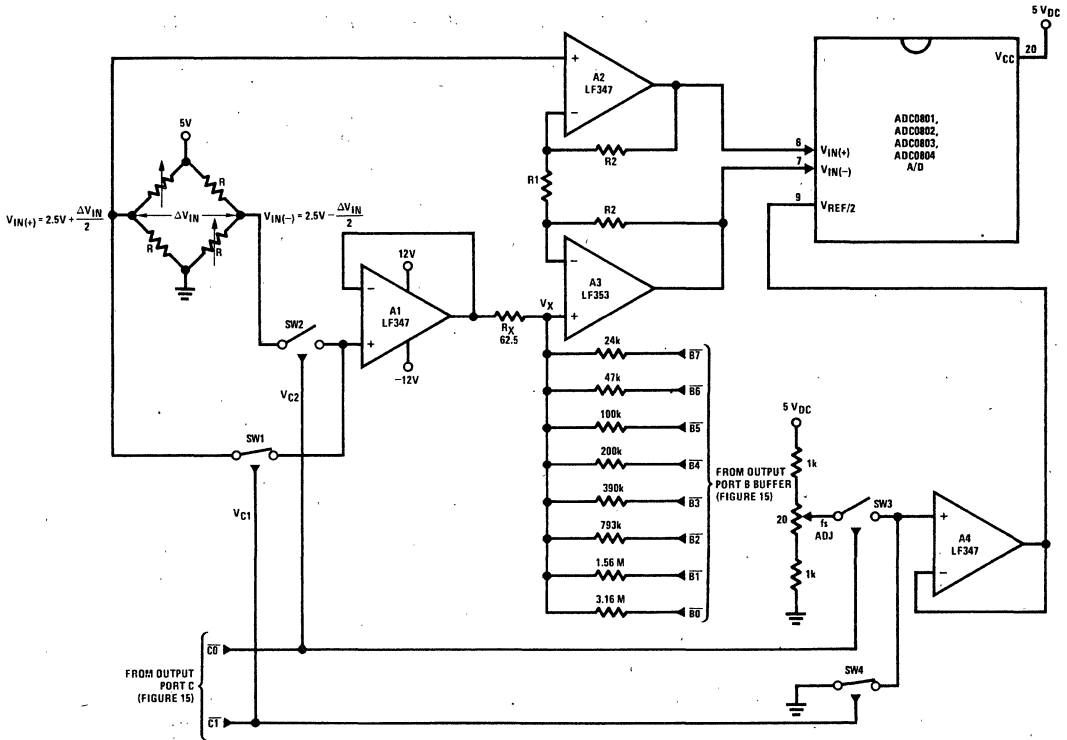 5 VDC
20
VCC
+
A2
LF347
−
ADC0801,
ADC0802,
ADC0803,
ADC0804
A/D
6
VIN(+)
7
VIN(−)
9
VREF/2
5V
R
R
ΔVIN
VIN(+) = 2.5V + ΔVIN/2
VIN(−) = 2.5V − ΔVIN/2
R2
R1
R2
12V
−
A1
LF347
+
−12V
−
A3
LF353
+
VX
RX
62.5
SW2
VC2
SW1
VC1
24k B7
47k B6
100k B5
200k B4
390k B3
793k B2
1.56 M B1
3.16 M B0
FROM OUTPUT
PORT B BUFFER
(FIGURE 15)
5 VDC
1k
20
fs
ADJ
SW3
1k
+
A4
LF347
−
SW4
FROM OUTPUT
PORT C
(FIGURE 15)
C0
C1